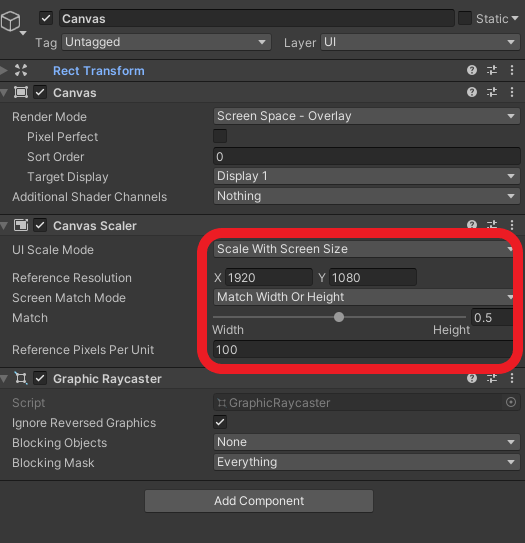 Canvas Static
Tag Untagged Layer UI
Rect Transform
Canvas
Render Mode Screen Space - Overlay
Pixel Perfect
Sort Order 0
Target Display Display 1
Additional Shader Channels Nothing
Canvas Scaler
UI Scale Mode Scale With Screen Size
Reference Resolution X 1920 Y 1080
Screen Match Mode Match Width Or Height
Match 0.5
Width Height
Reference Pixels Per Unit 100
Graphic Raycaster
Script GraphicRaycaster
Ignore Reversed Graphics
Blocking Objects None
Blocking Mask Everything
Add Component